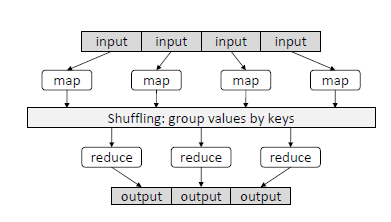 input input input input
map map map map
Shuffling: group values by keys
reduce reduce reduce
output output output